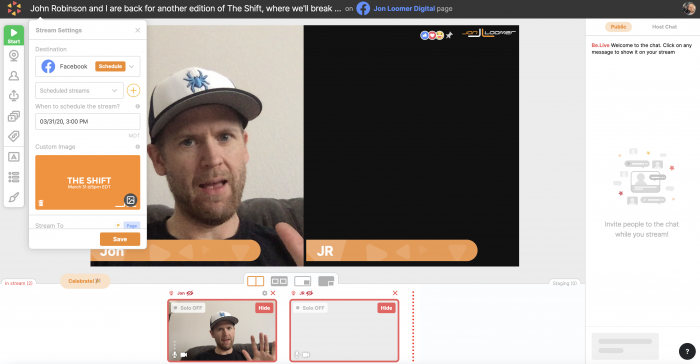 John Robinson and I are back for another edition of The Shift, where we'll break ... on Jon Loomer Digital page
Start
Stream Settings
Destination
Facebook
Schedule
Scheduled streams
When to schedule the stream?
03/31/20, 3:00 PM
MDT
Custom Image
THE SHIFT
Stream To
Page
Save
JON LOOMER
Jon
JR
In stream (2)
Celebrate!
Staging (0)
Jon
Solo OFF
Hide
JR
Solo OFF
Hide
Public
Host Chat
Be.Live Welcome to the chat. Click on any
message to show it on your stream
Invite people to the chat
while you stream!
?